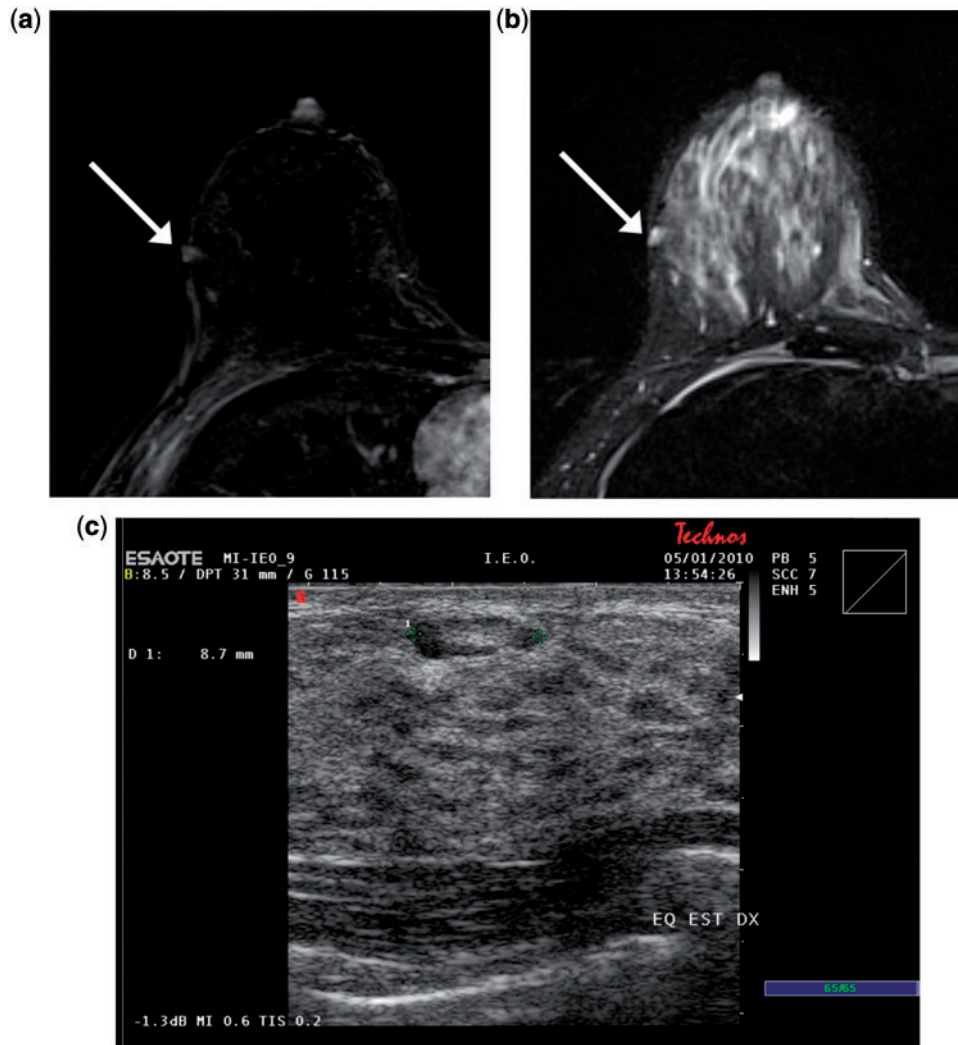 (a)
(b)
(c)
Technos
ESAOTE MI-IEO_9 I.E.O. 05/01/2010 PB 5
B:8.5 / DPT 31 mm / G 115 13:54:26 SCC 7
ENH 5
1
D 1: 8.7 mm
EQ EST DX
65/65
-1.3dB MI 0.6 TIS 0.2